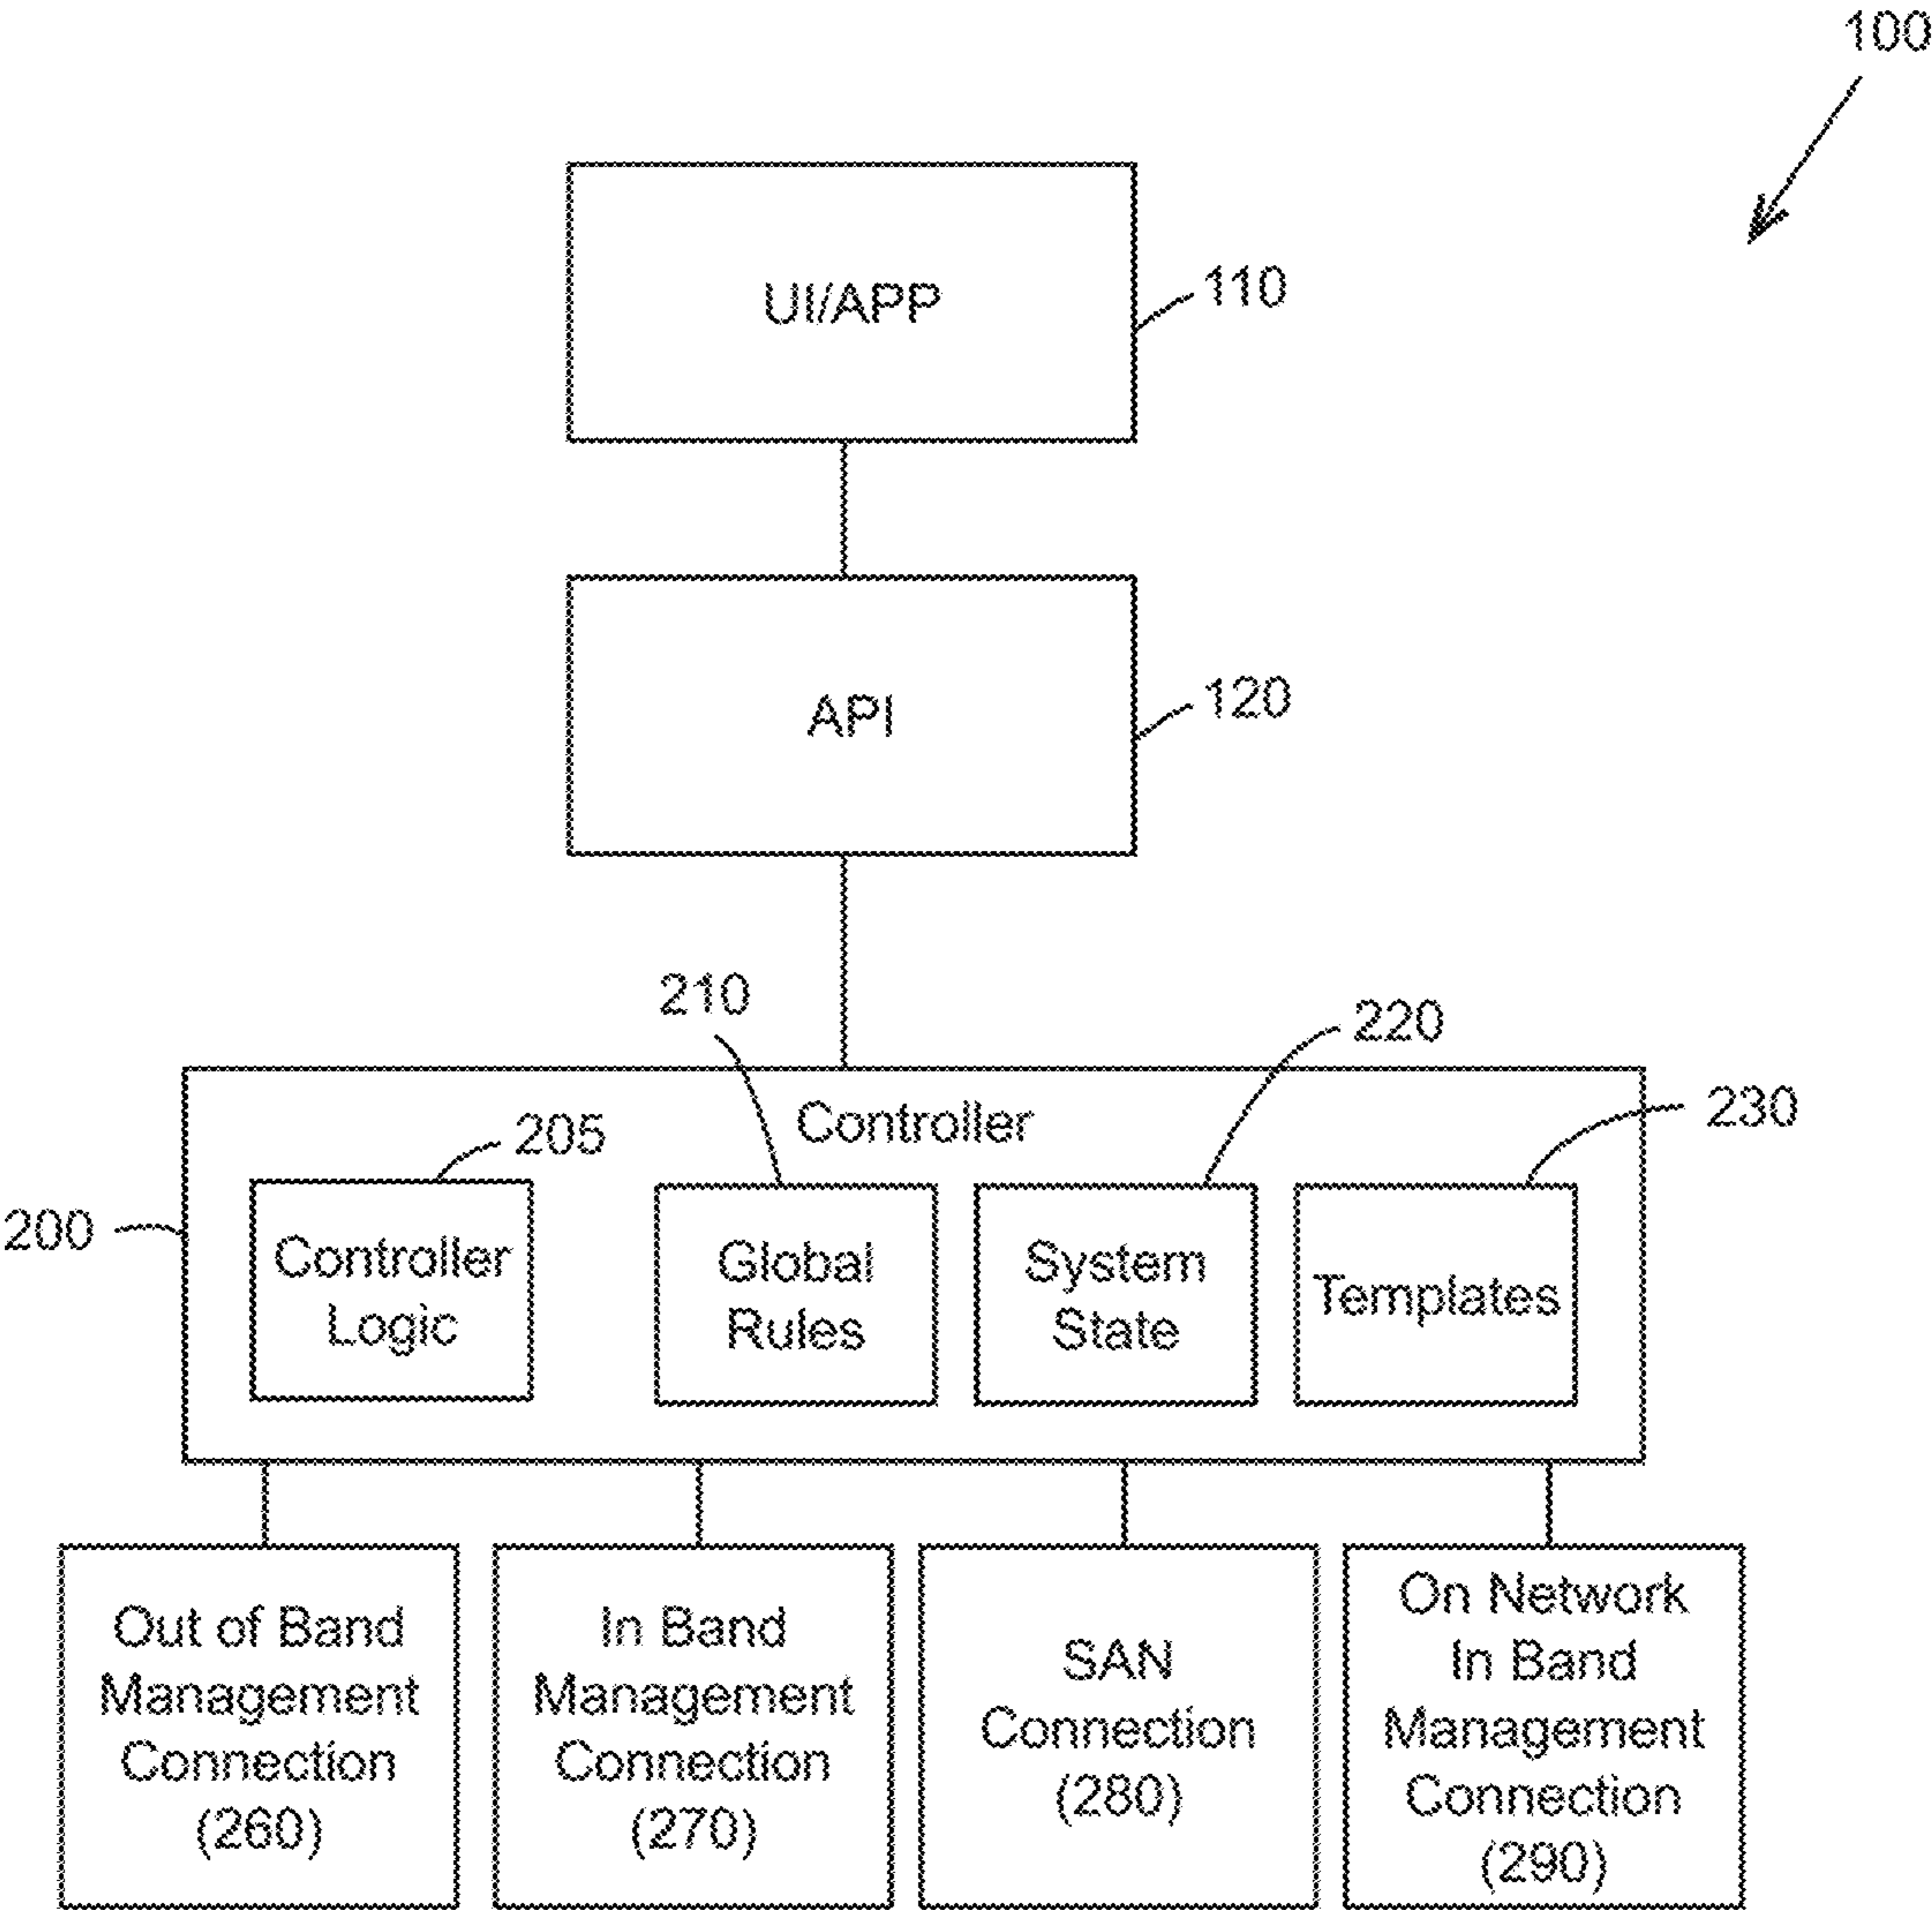 100
UI/APP
110
API
120
210
220
Controller
230
205
200
Controller
Logic
Global
Rules
System
State
Templates
Out of Band
Management
Connection
(260)
In Band
Management
Connection
(270)
SAN
Connection
(280)
On Network
In Band
Management
Connection
(290)